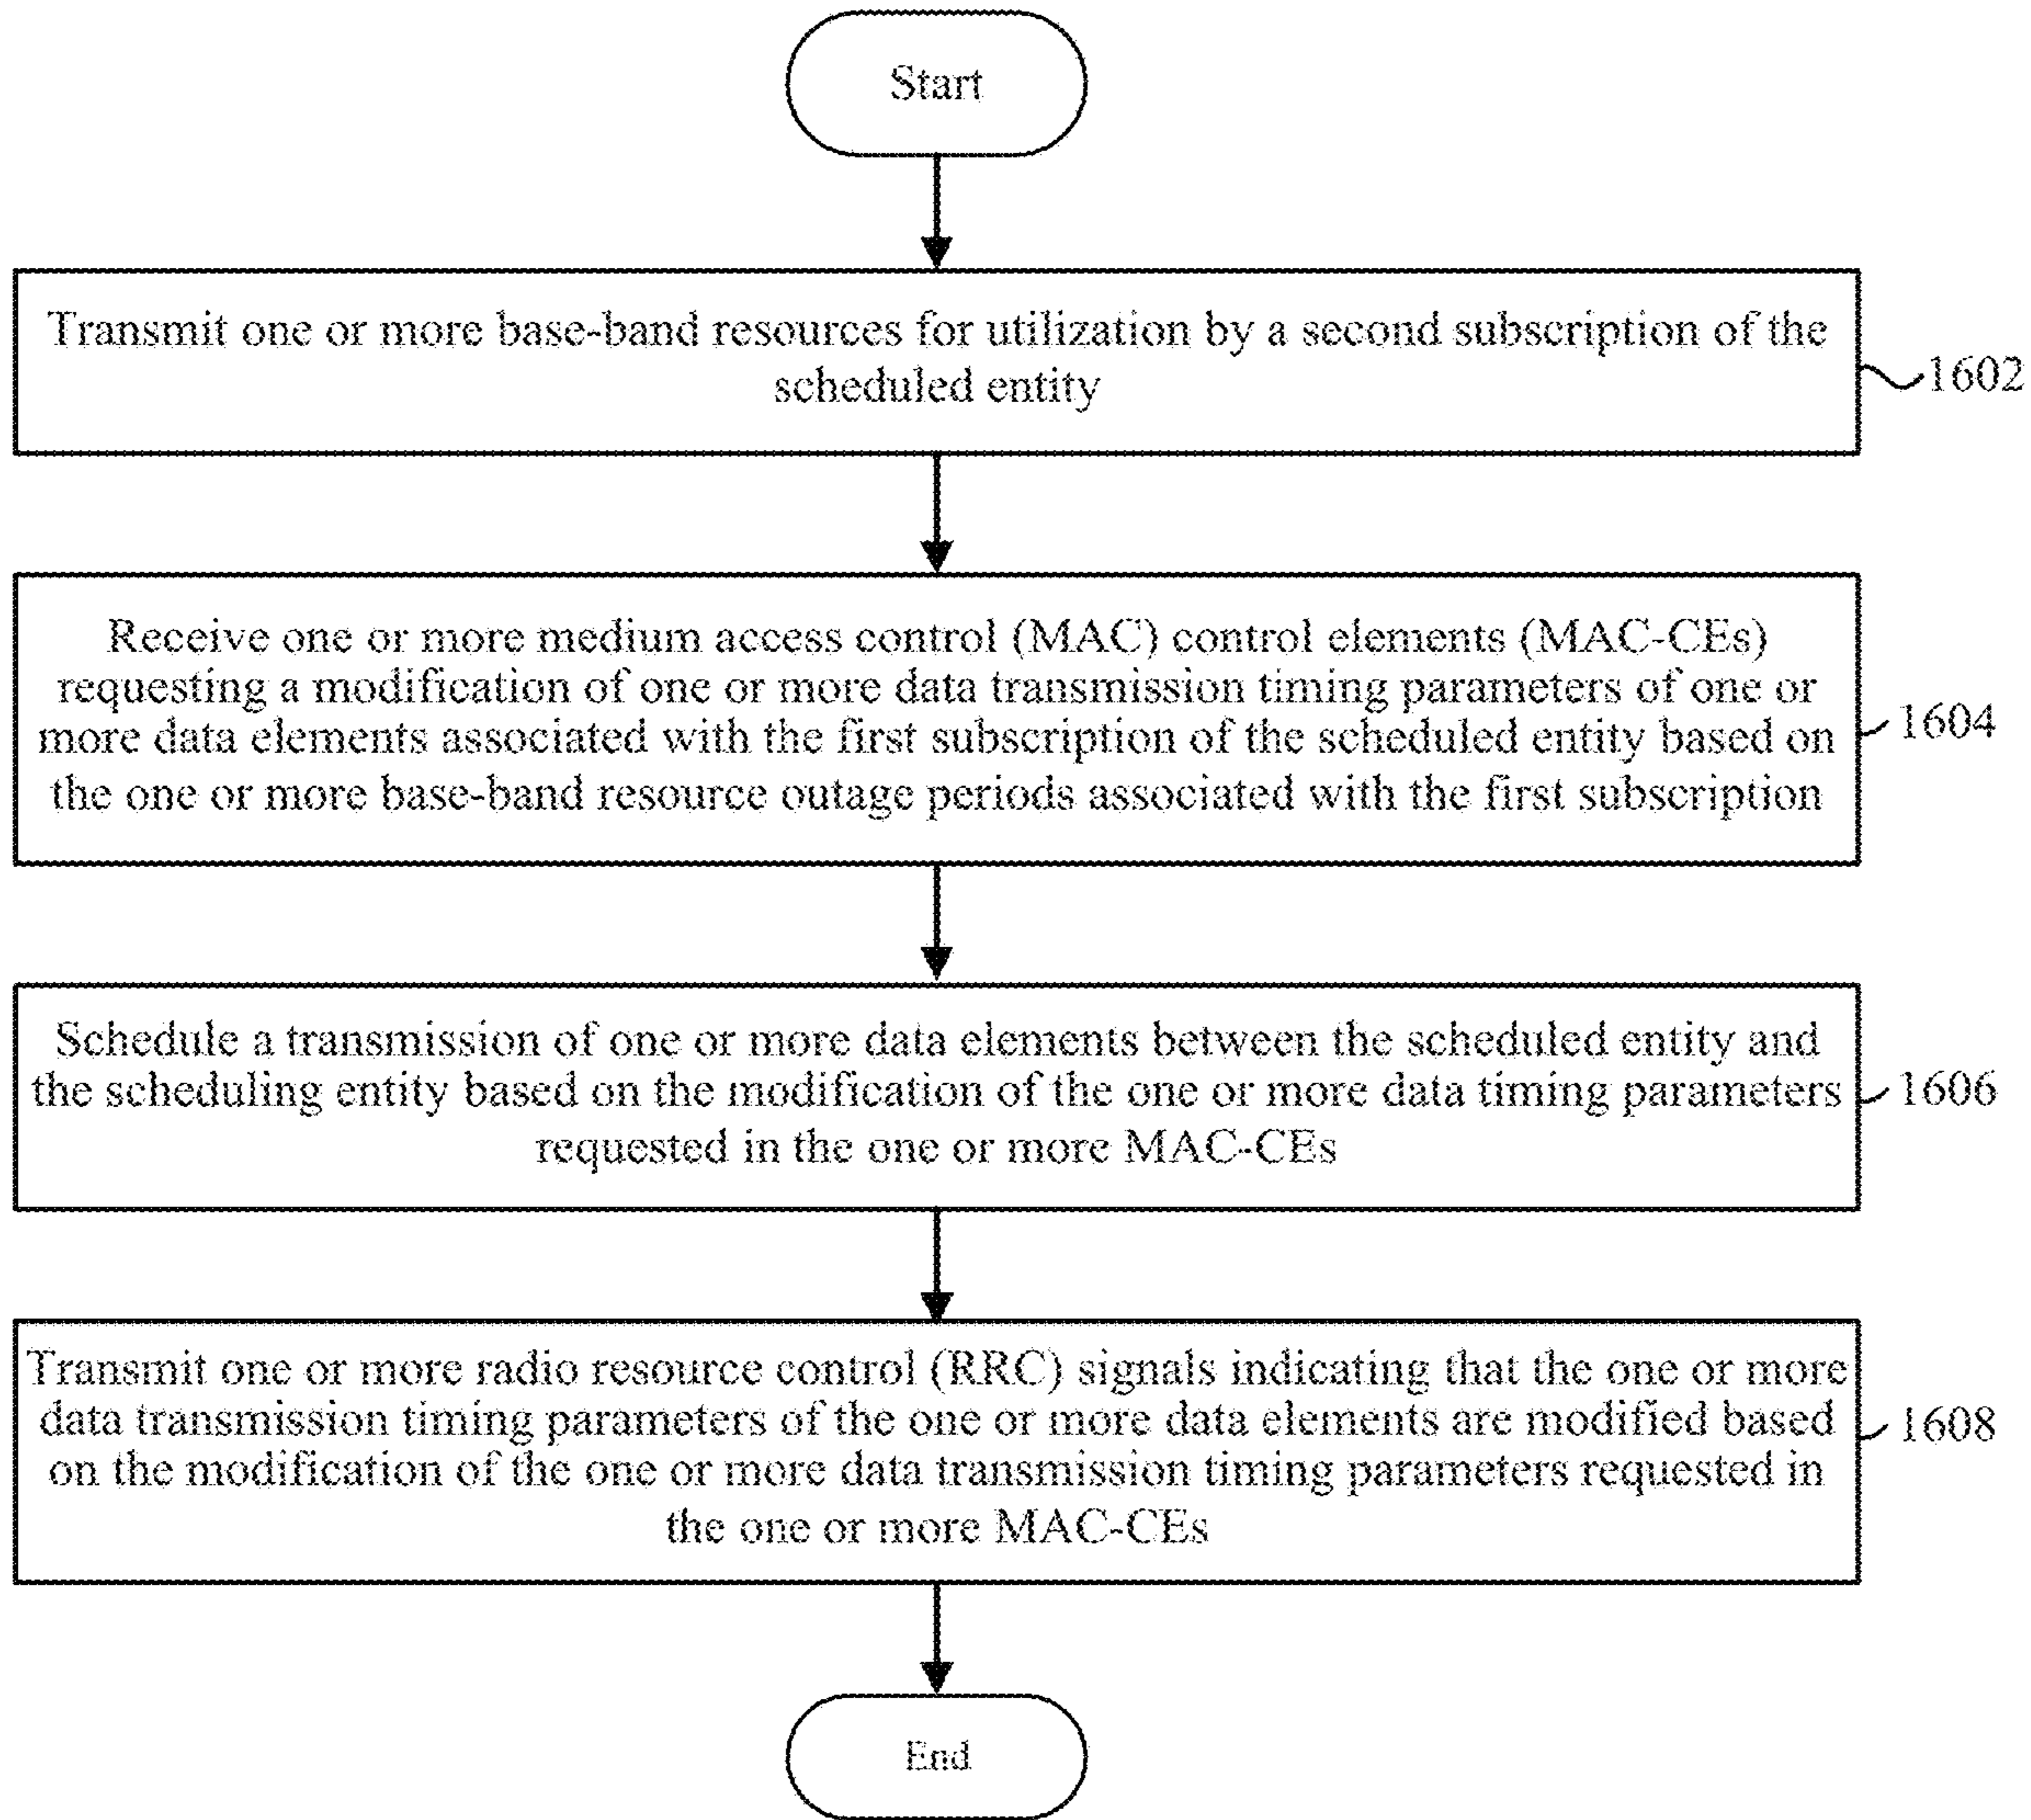 Start
Transmit one or more base-band resources for utilization by a second subscription of the
scheduled entity
1602
Receive one or more medium access control (MAC) control elements (MAC-CEs)
requesting a modification of one or more data transmission timing parameters of one or
more data elements associated with the first subscription of the scheduled entity based on
the one or more base-band resource outage periods associated with the first subscription
1604
Schedule a transmission of one or more data elements between the scheduled entity and
the scheduling entity based on the modification of the one or more data timing parameters
requested in the one or more MAC-CEs
1606
Transmit one or more radio resource control (RRC) signals indicating that the one or more
data transmission timing parameters of the one or more data elements are modified based
on the modification of the one or more data transmission timing parameters requested in
the one or more MAC-CEs
1608
End